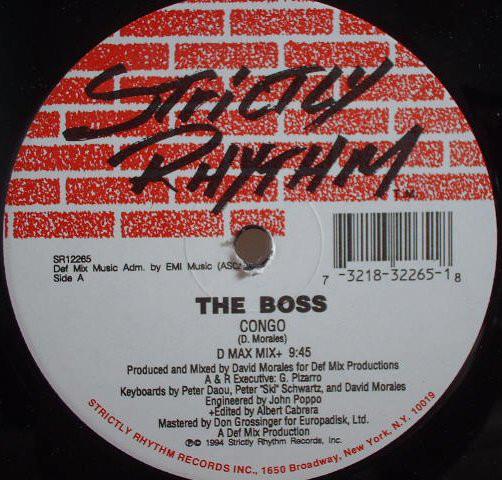 STRICTLY
RHYTHM
T.M.
SR12265
Def Mix Music Adm. by EMI Music (ASC
Side A
7 -3218-32265-1 8
THE BOSS
CONGO
(D. Morales)
D MAX MIX+ 9:45
Produced and Mixed by David Morales for Def Mix Productions
A & R Executive: G. Pizarro
Keyboards by Peter Daou, Peter "Ski" Schwartz, and David Morales
Engineered by John Poppo
+Edited by Albert Cabrera
Mastered by Don Grossinger for Europadisk, Ltd.
A Def Mix Production
℗© 1994 Strictly Rhythm Records, Inc.
STRICTLY RHYTHM RECORDS INC., 1650 Broadway, New York, N.Y. 10019